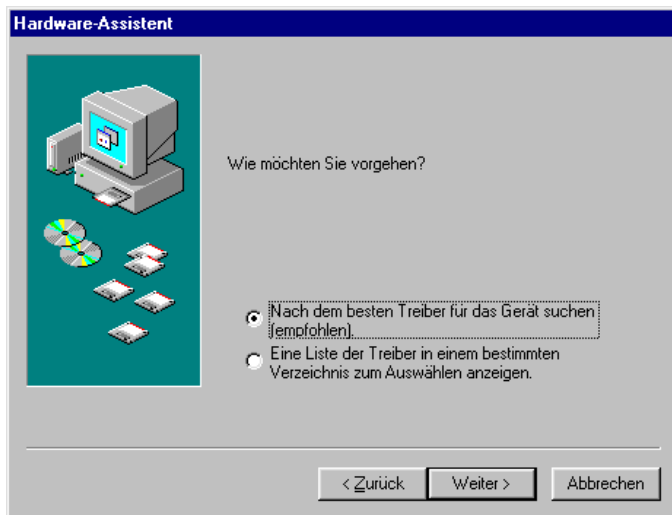 Hardware-Assistent
Wie möchten Sie vorgehen?
Nach dem besten Treiber für das Gerät suchen
(empfohlen).
Eine Liste der Treiber in einem bestimmten
Verzeichnis zum Auswählen anzeigen.
< Zurück
Weiter >
Abbrechen